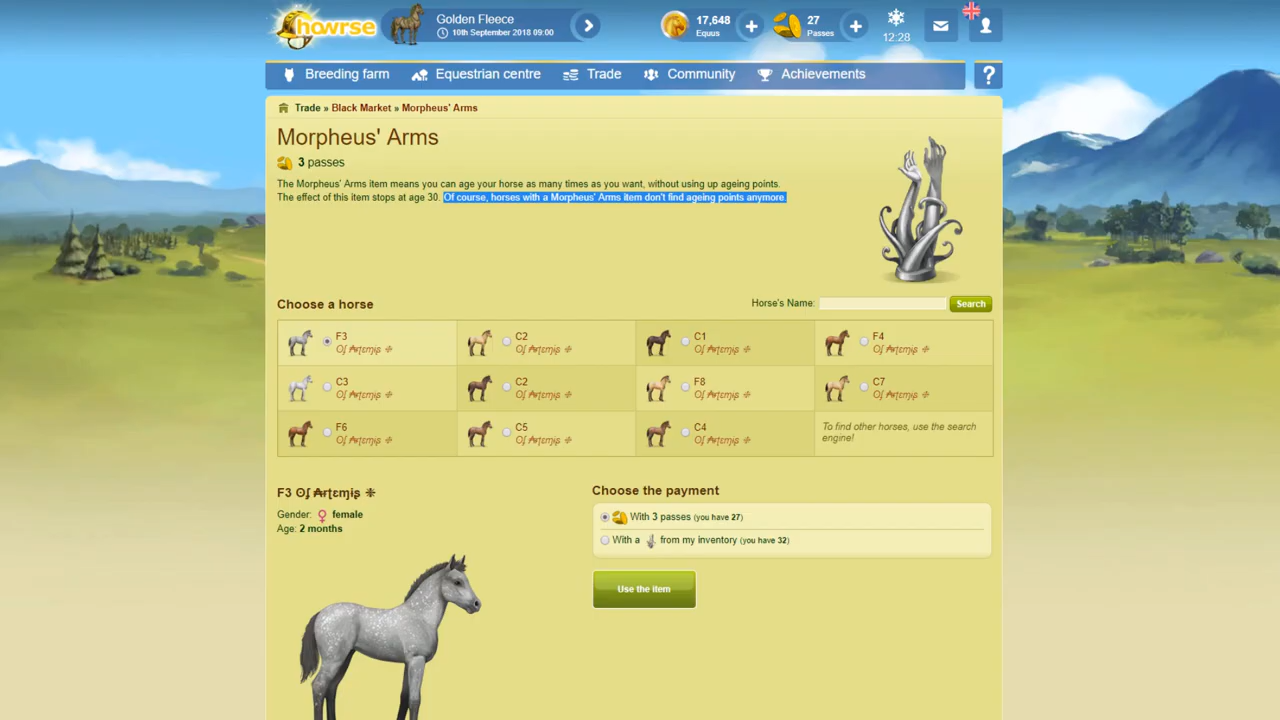 howrse
Golden Fleece
10th September 2018 09:00
17,648
Equus
27
Passes
12:28
Breeding farm
Equestrian centre
Trade
Community
Achievements
?
Trade » Black Market » Morpheus' Arms
Morpheus' Arms
3 passes
The Morpheus' Arms item means you can age your horse as many times as you want, without using up ageing points.
The effect of this item stops at age 30. Of course, horses with a Morpheus' Arms item don't find ageing points anymore.
Choose a horse
Horse's Name:
Search
F3
C2
C1
F4
C3
C2
F8
C7
F6
C5
C4
To find other horses, use the search
engine!
F3
Gender: ♀ female
Age: 2 months
Choose the payment
With 3 passes (you have 27)
With a from my inventory (you have 32)
Use the item